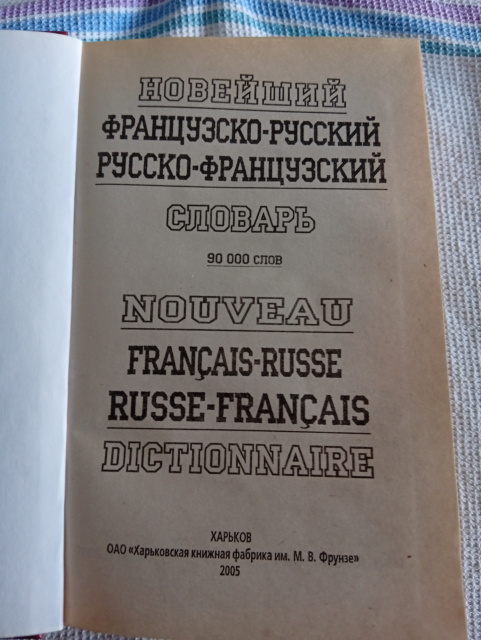 НОВЕЙШИЙ
ФРАНЦУЗСКО-РУССКИЙ
РУССКО-ФРАНЦУЗСКИЙ
СЛОВАРЬ
90 000 СЛОВ
NOUVEAU
FRANÇAIS-RUSSE
RUSSE-FRANÇAIS
DICTIONNAIRE
ХАРЬКОВ
ОАО «Харьковская книжная фабрика им. М. В. Фрунзе»
2005